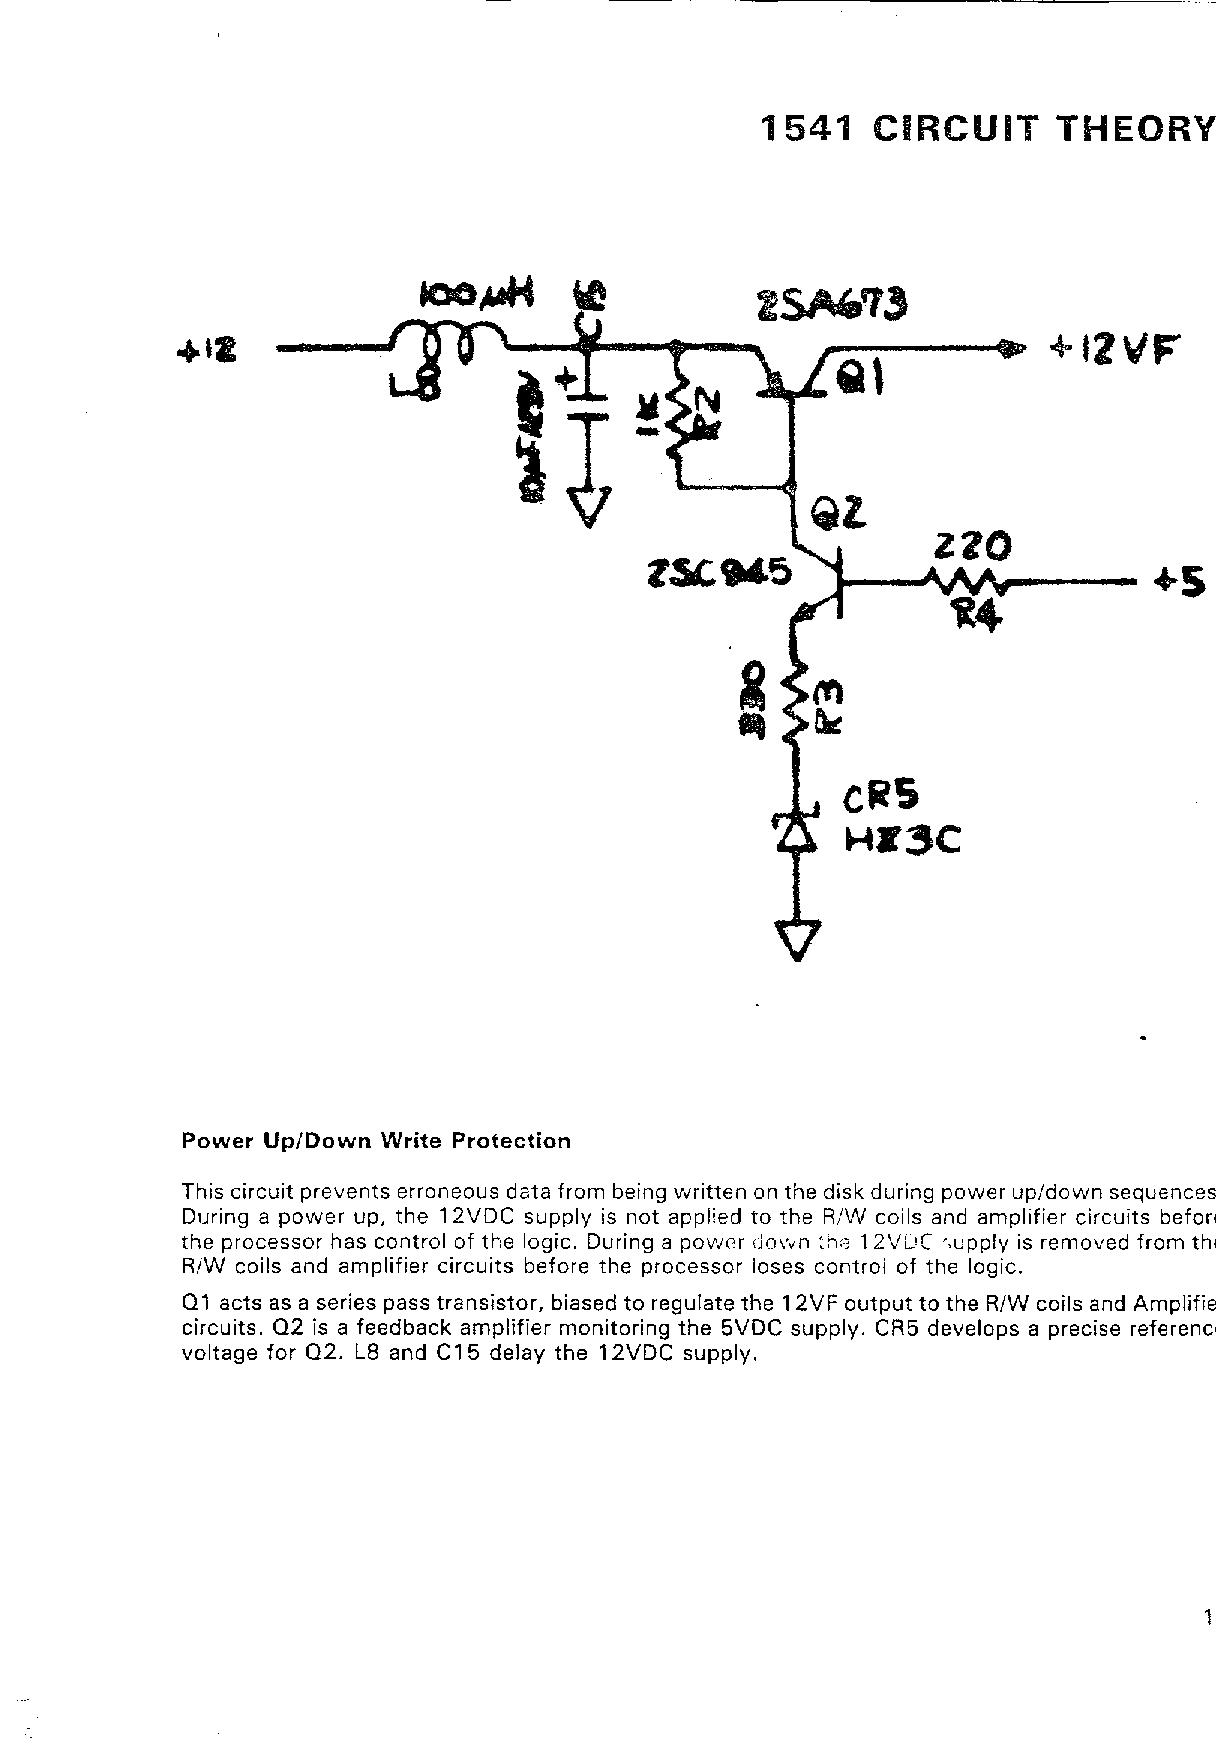 1541 CIRCUIT THEORY
100μH
C15
2SA673
+12
+12VF
L8
Q1
+
1K
R2
Q2
220
2SC945
+5
R4
R3
CR5
HZ3C
Power Up/Down Write Protection
This circuit prevents erroneous data from being written on the disk during power up/down sequences
During a power up, the 12VDC supply is not applied to the R/W coils and amplifier circuits befor
the processor has control of the logic. During a power down the 12VDC supply is removed from th
R/W coils and amplifier circuits before the processor loses control of the logic.
Q1 acts as a series pass transistor, biased to regulate the 12VF output to the R/W coils and Amplifie
circuits. Q2 is a feedback amplifier monitoring the 5VDC supply. CR5 develops a precise referenc
voltage for Q2. L8 and C15 delay the 12VDC supply.
1